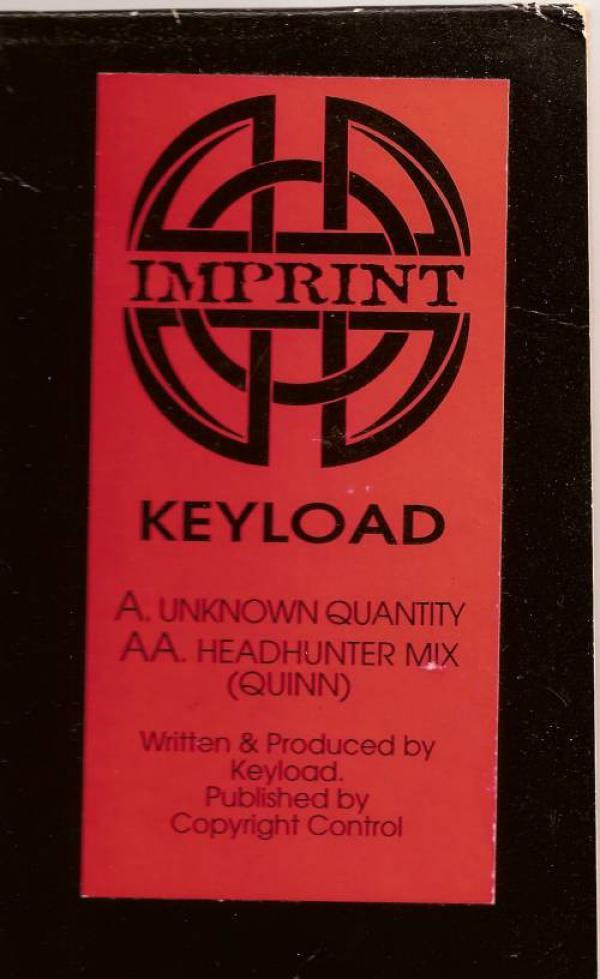 IMPRINT
KEYLOAD
A. UNKNOWN QUANTITY
AA. HEADHUNTER MIX
(QUINN)
Written & Produced by
Keyload.
Published by
Copyright Control